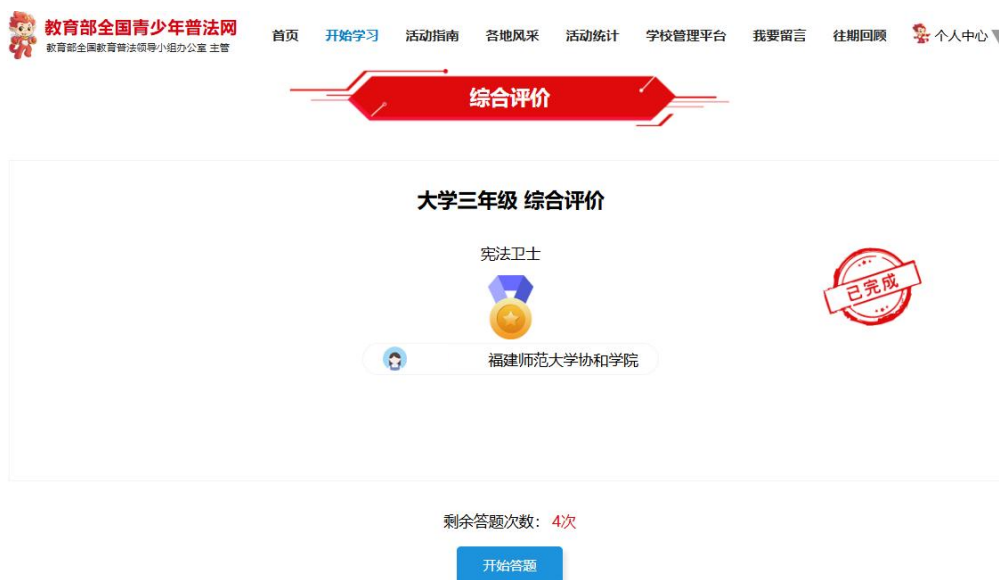 教育部全国青少年普法网
教育部全国教育普法领导小组办公室 主管
首页 开始学习 活动指南 各地风采 活动统计 学校管理平台 我要留言 往期回顾 个人中心
综合评价
大学三年级 综合评价
宪法卫士
已完成
福建师范大学协和学院
剩余答题次数： 4次
开始答题